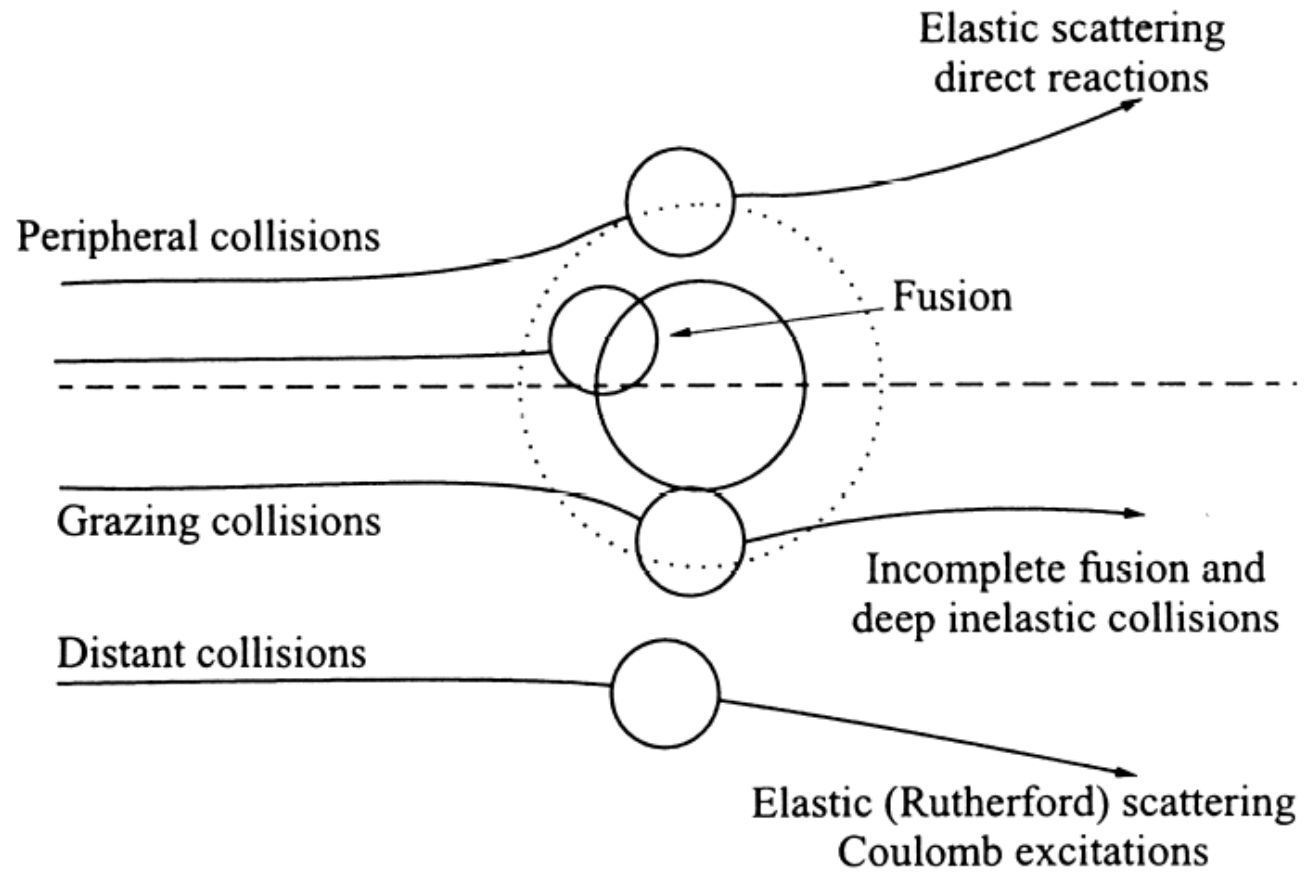 Elastic scattering
direct reactions
Peripheral collisions
Fusion
Grazing collisions
Incomplete fusion and
deep inelastic collisions
Distant collisions
Elastic (Rutherford) scattering
Coulomb excitations